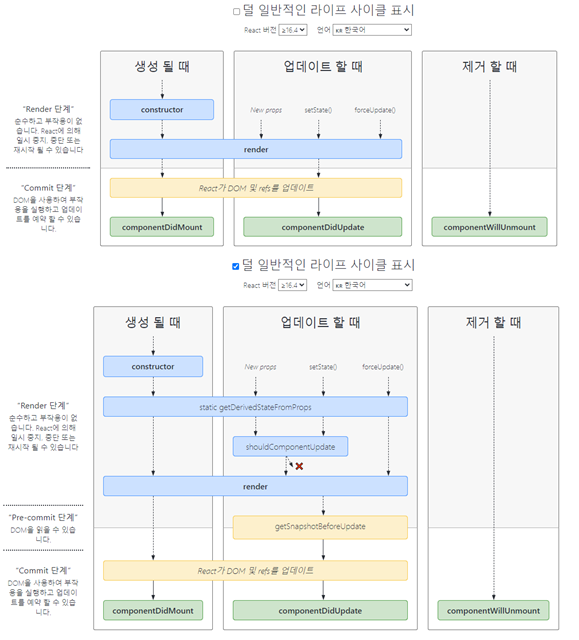 덜 일반적인 라이프 사이클 표시
React 버전 ≥16.4 언어 KR 한국어
생성 될 때 업데이트 할 때 제거 할 때
"Render 단계"
순수하고 부작용이 없
습니다. React에 의해
일시 중지, 중단 또는
재시작 될 수 있습니다
constructor New props setState() forceUpdate()
render
"Commit 단계"
DOM을 사용하여 부작
용을 실행하고 업데이
트를 예약 할 수 있습
니다.
React가 DOM 및 refs를 업데이트
componentDidMount componentDidUpdate componentWillUnmount
덜 일반적인 라이프 사이클 표시
React 버전 ≥16.4 언어 KR 한국어
생성 될 때 업데이트 할 때 제거 할 때
constructor New props setState() forceUpdate()
"Render 단계"
순수하고 부작용이 없
습니다. React에 의해
일시 중지, 중단 또는
재시작 될 수 있습니다
static getDerivedStateFromProps
shouldComponentUpdate
render
"Pre-commit 단계"
DOM을 읽을 수 있습
니다.
getSnapshotBeforeUpdate
"Commit 단계"
DOM을 사용하여 부작
용을 실행하고 업데이
트를 예약 할 수 있습
니다.
React가 DOM 및 refs를 업데이트
componentDidMount componentDidUpdate componentWillUnmount